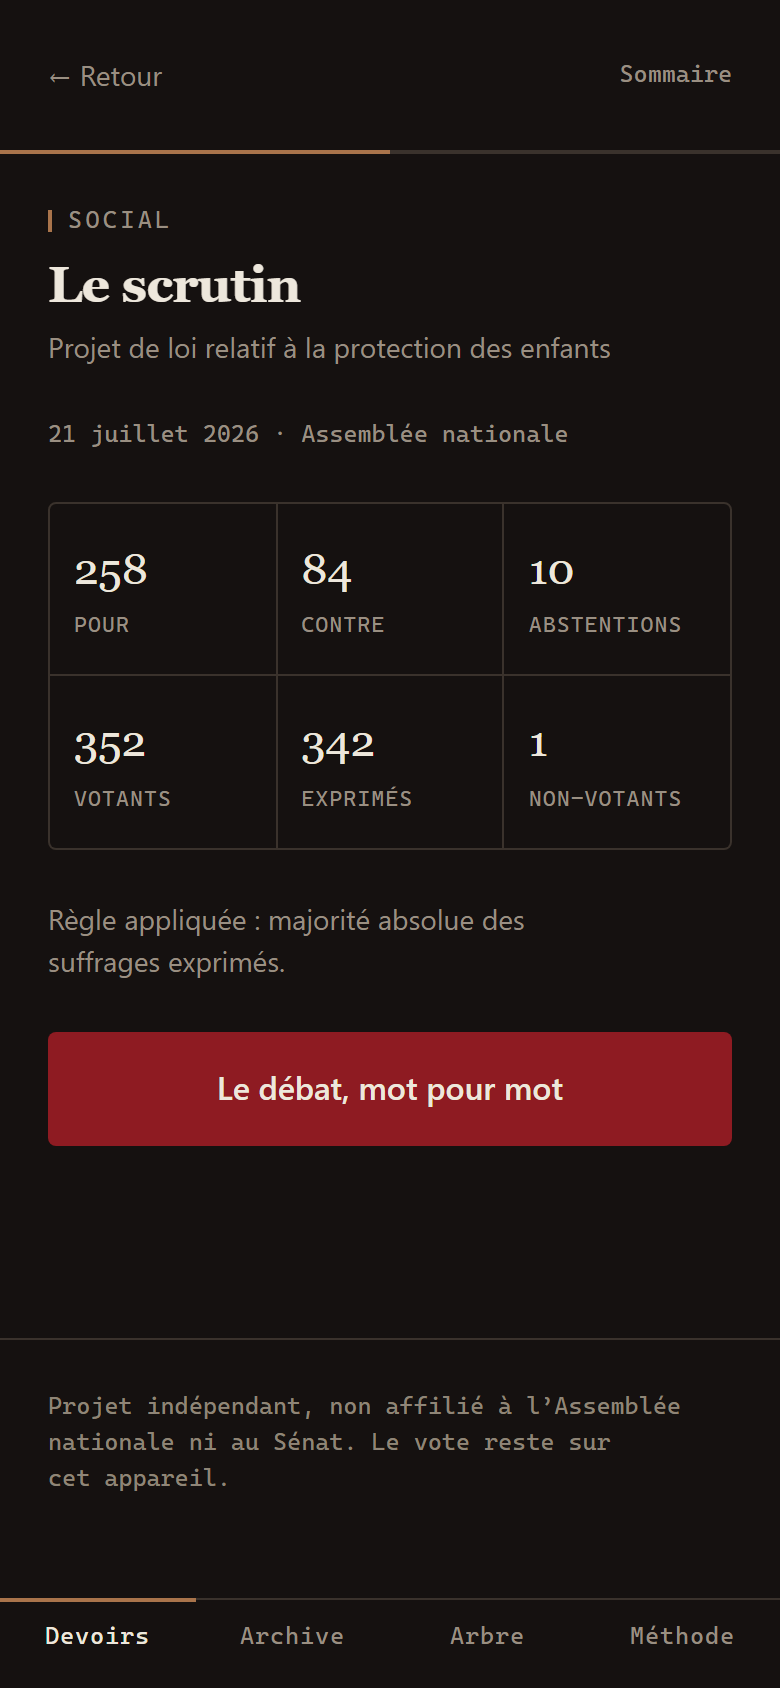 ← Retour
Sommaire
SOCIAL
Le scrutin
Projet de loi relatif à la protection des enfants
21 juillet 2026 · Assemblée nationale
258
84
10
POUR
CONTRE
ABSTENTIONS
352
342
1
VOTANTS
EXPRIMÉS
NON-VOTANTS
Règle appliquée : majorité absolue des
suffrages exprimés.
Le débat, mot pour mot
Projet indépendant, non affilié à l’Assemblée
nationale ni au Sénat. Le vote reste sur
cet appareil.
Devoirs
Archive
Arbre
Méthode